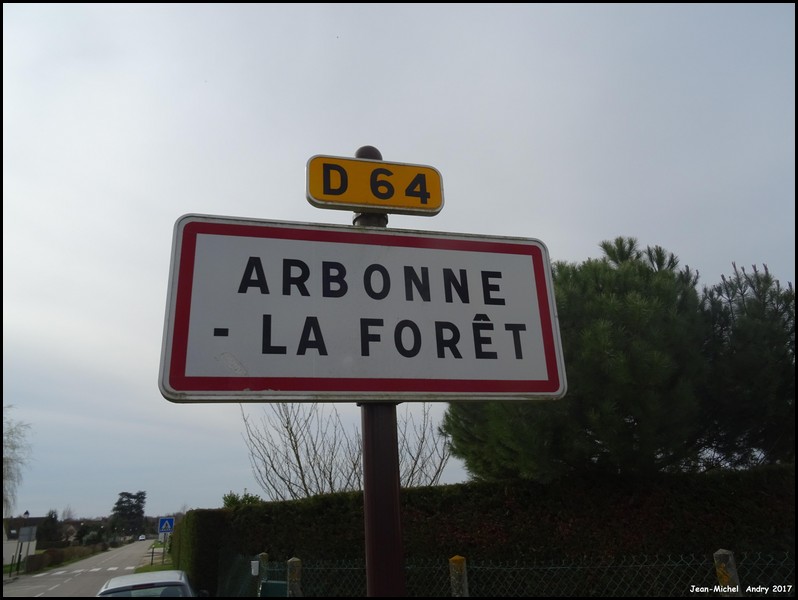 D 64
ARBONNE
- LA FORÊT
Jean-Michel Andry 2017